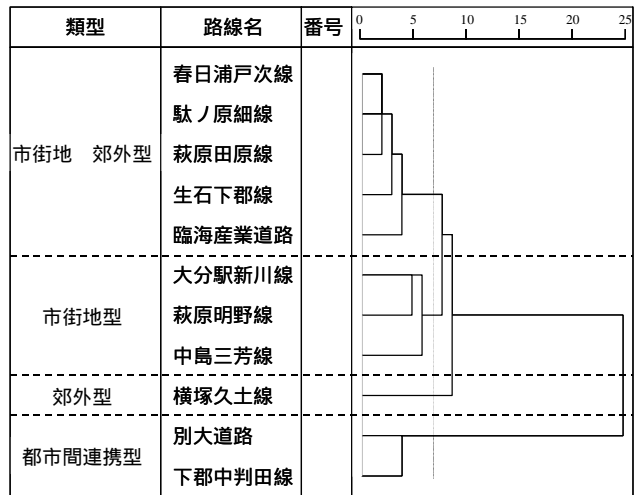 類型 路線名 番号 0 5 10 15 20 25
春日浦戸次線
駄ノ原細線
市街地 郊外型 萩原田原線
生石下郡線
臨海産業道路
大分駅新川線
市街地型 萩原明野線
中島三芳線
郊外型 横塚久土線
別大道路
都市間連携型
下郡中判田線